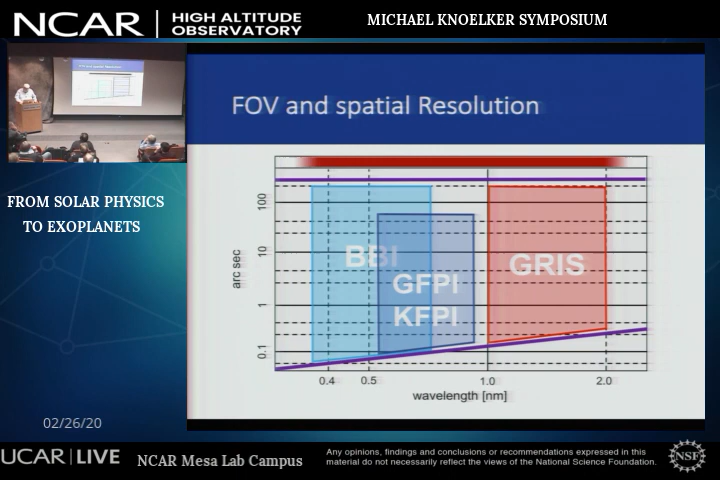 NCAR
HIGH ALTITUDE
OBSERVATORY
MICHAEL KNOELKER SYMPOSIUM
FROM SOLAR PHYSICS
TO EXOPLANETS
FOV and spatial Resolution
100
10
1
0.1
arc sec
BBI
GFPI
KFPI
GRIS
0.4
0.5
1.0
2.0
wavelength [nm]
02/26/20
UCAR | LIVE
NCAR Mesa Lab Campus
Any opinions, findings and conclusions or recommendations expressed in this
material do not necessarily reflect the views of the National Science Foundation.
NSF